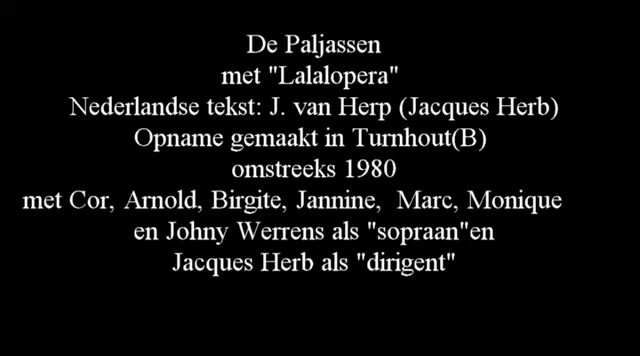 De Paljassen
met "Lalalopera"
Nederlandse tekst: J. van Herp (Jacques Herb)
Opname gemaakt in Turnhout(B)
omstreeks 1980
met Cor, Arnold, Birgite, Jannine, Marc, Monique
en Johny Werrens als "sopraan"en
Jacques Herb als "dirigent"